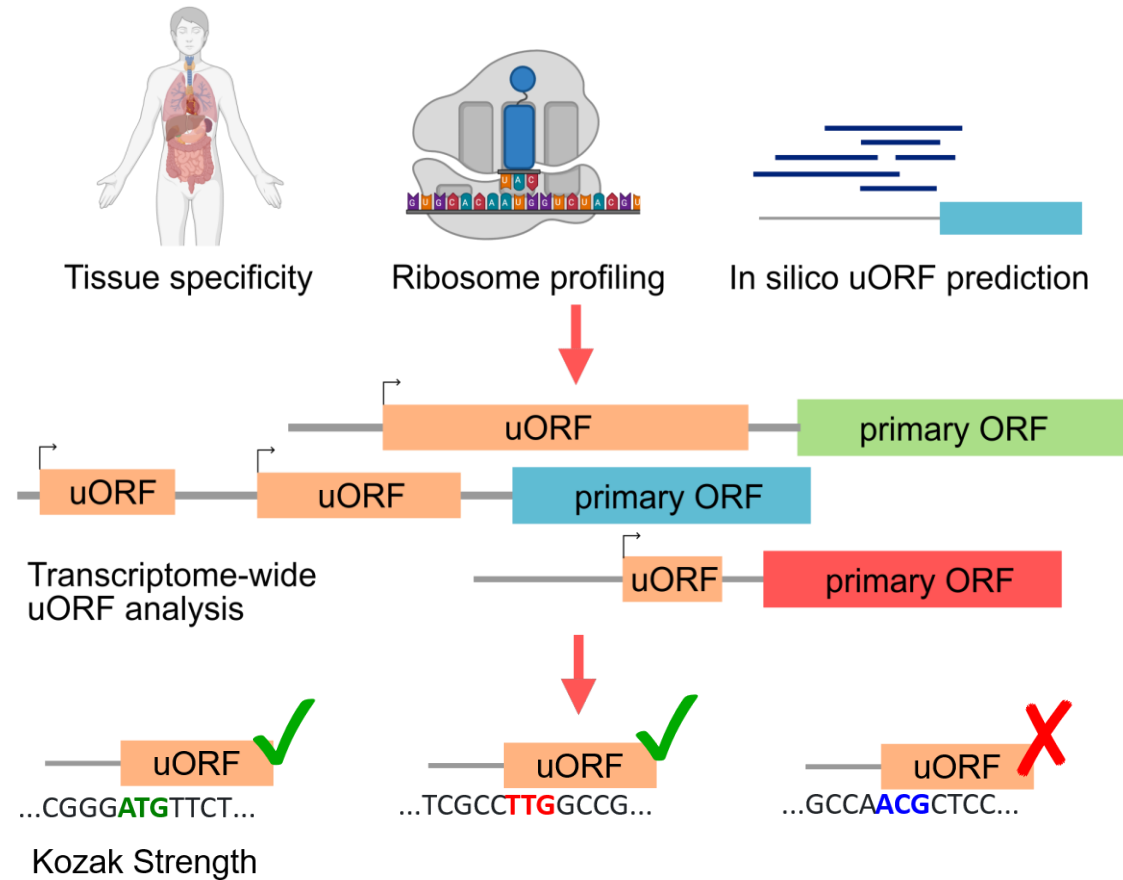 U A C
G U G C A C A A U G G U C U A C G U
Tissue specificity
Ribosome profiling
In silico uORF prediction
uORF
primary ORF
uORF
uORF
primary ORF
uORF
primary ORF
Transcriptome-wide
uORF analysis
uORF
uORF
uORF
...CGGGATGTTCT...
...TCGCCTTGGCCG...
...GCCAACGCTCC...
Kozak Strength